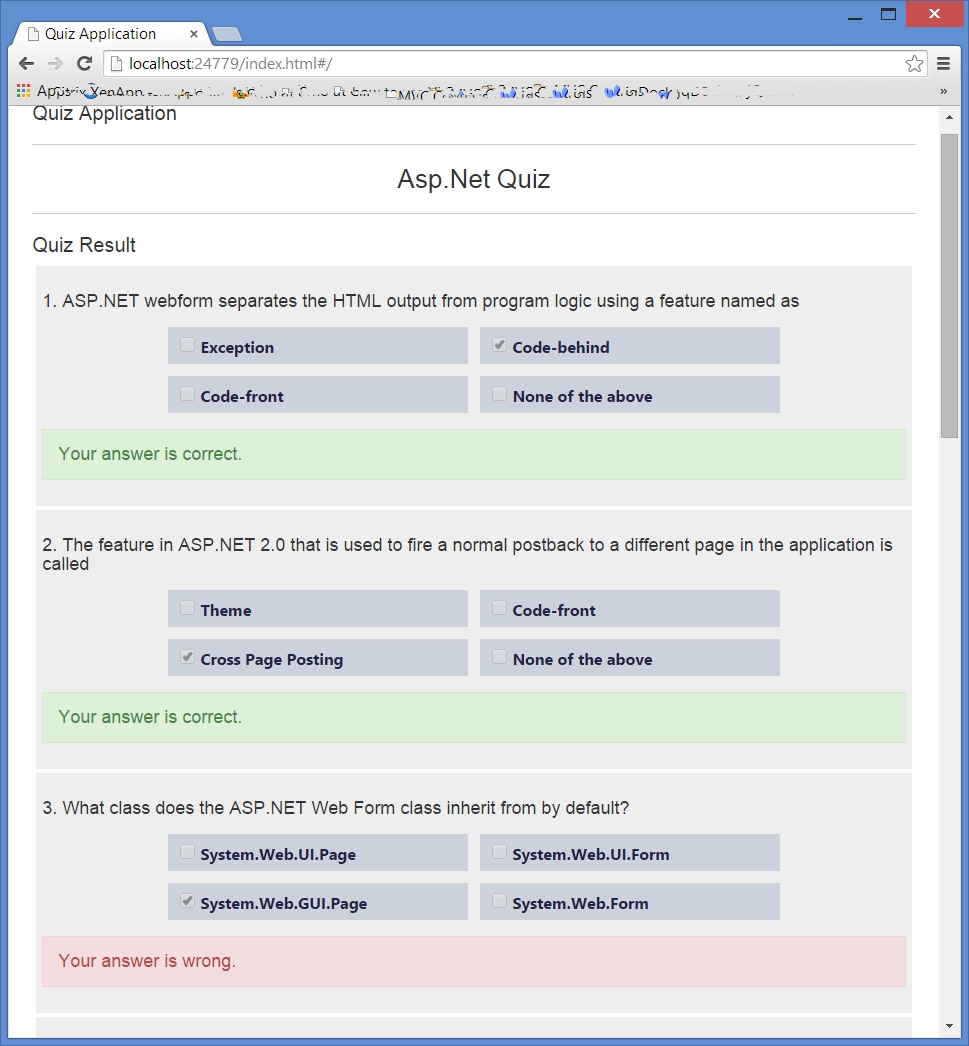 Quiz Application
localhost:24779/index.html#/
Quiz Application
Asp.Net Quiz
Quiz Result
1. ASP.NET webform separates the HTML output from program logic using a feature named as
Exception
Code-behind
Code-front
None of the above
Your answer is correct.
2. The feature in ASP.NET 2.0 that is used to fire a normal postback to a different page in the application is
called
Theme
Code-front
Cross Page Posting
None of the above
Your answer is correct.
3. What class does the ASP.NET Web Form class inherit from by default?
System.Web.UI.Page
System.Web.UI.Form
System.Web.GUI.Page
System.Web.Form
Your answer is wrong.